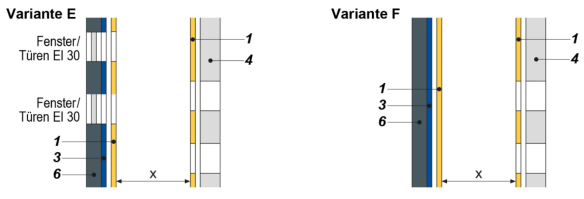 Variante E
Fenster/
Türen EI 30
Fenster/
Türen EI 30
1
3
6
x
1
4
Variante F
1
3
6
x
1
4